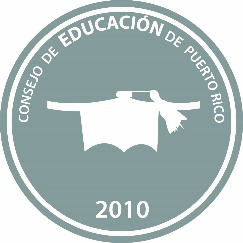 CONSEJO DE EDUCACIÓN DE PUERTO RICO
2010